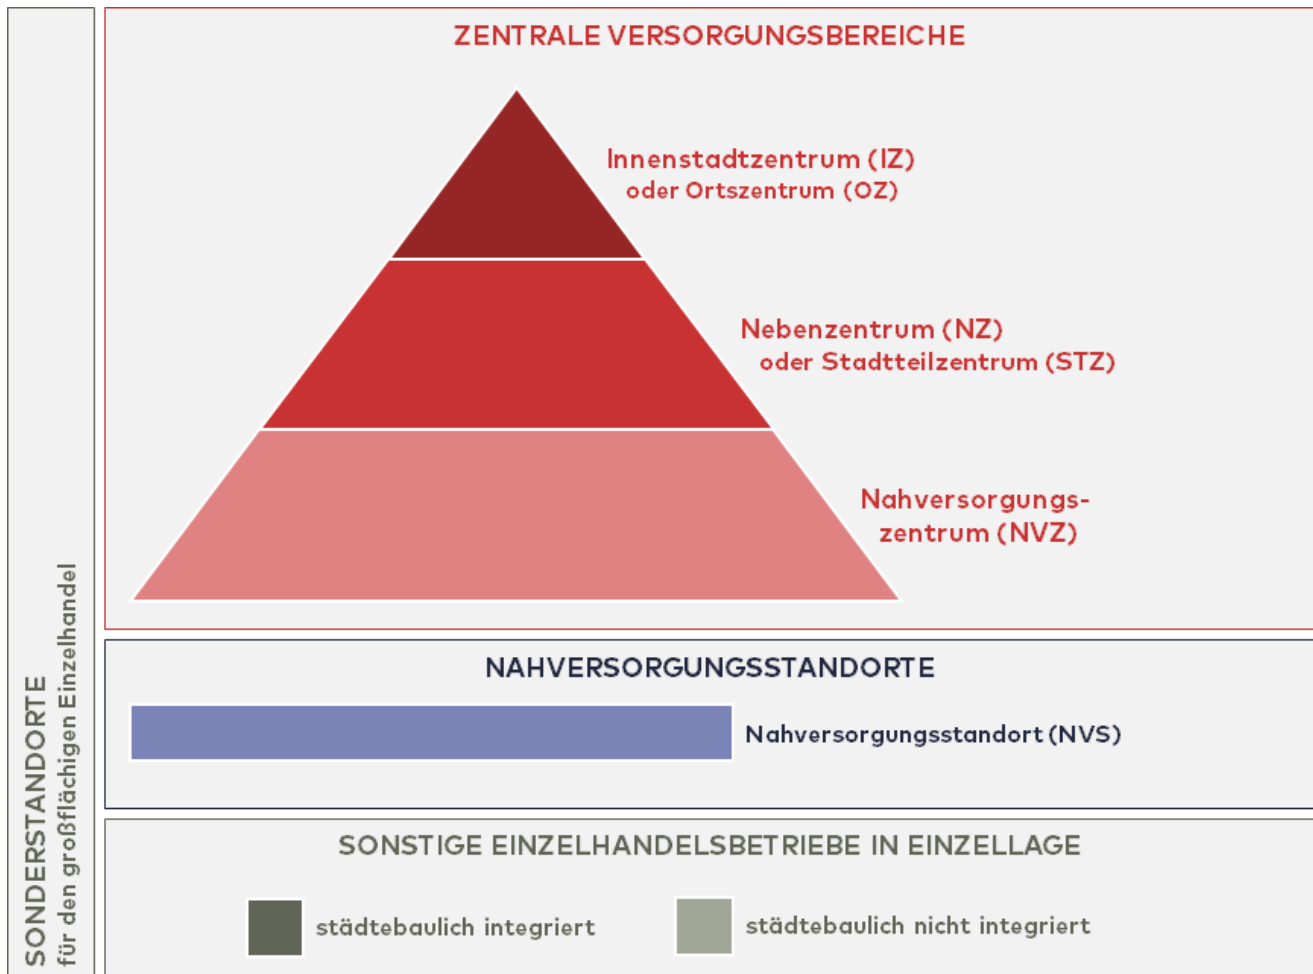 ZENTRALE VERSORGUNGSBEREICHE
Innenstadtzentrum (IZ)
oder Ortszentrum (OZ)
Nebenzentrum (NZ)
oder Stadtteilzentrum (STZ)
Nahversorgungs-
zentrum (NVZ)
NAHVERSORGUNGSSTANDORTE
Nahversorgungsstandort (NVS)
SONSTIGE EINZELHANDELSBETRIEBE IN EINZELLAGE
städtebaulich integriert
städtebaulich nicht integriert
SONDERSTANDORTE
für den großflächigen Einzelhandel